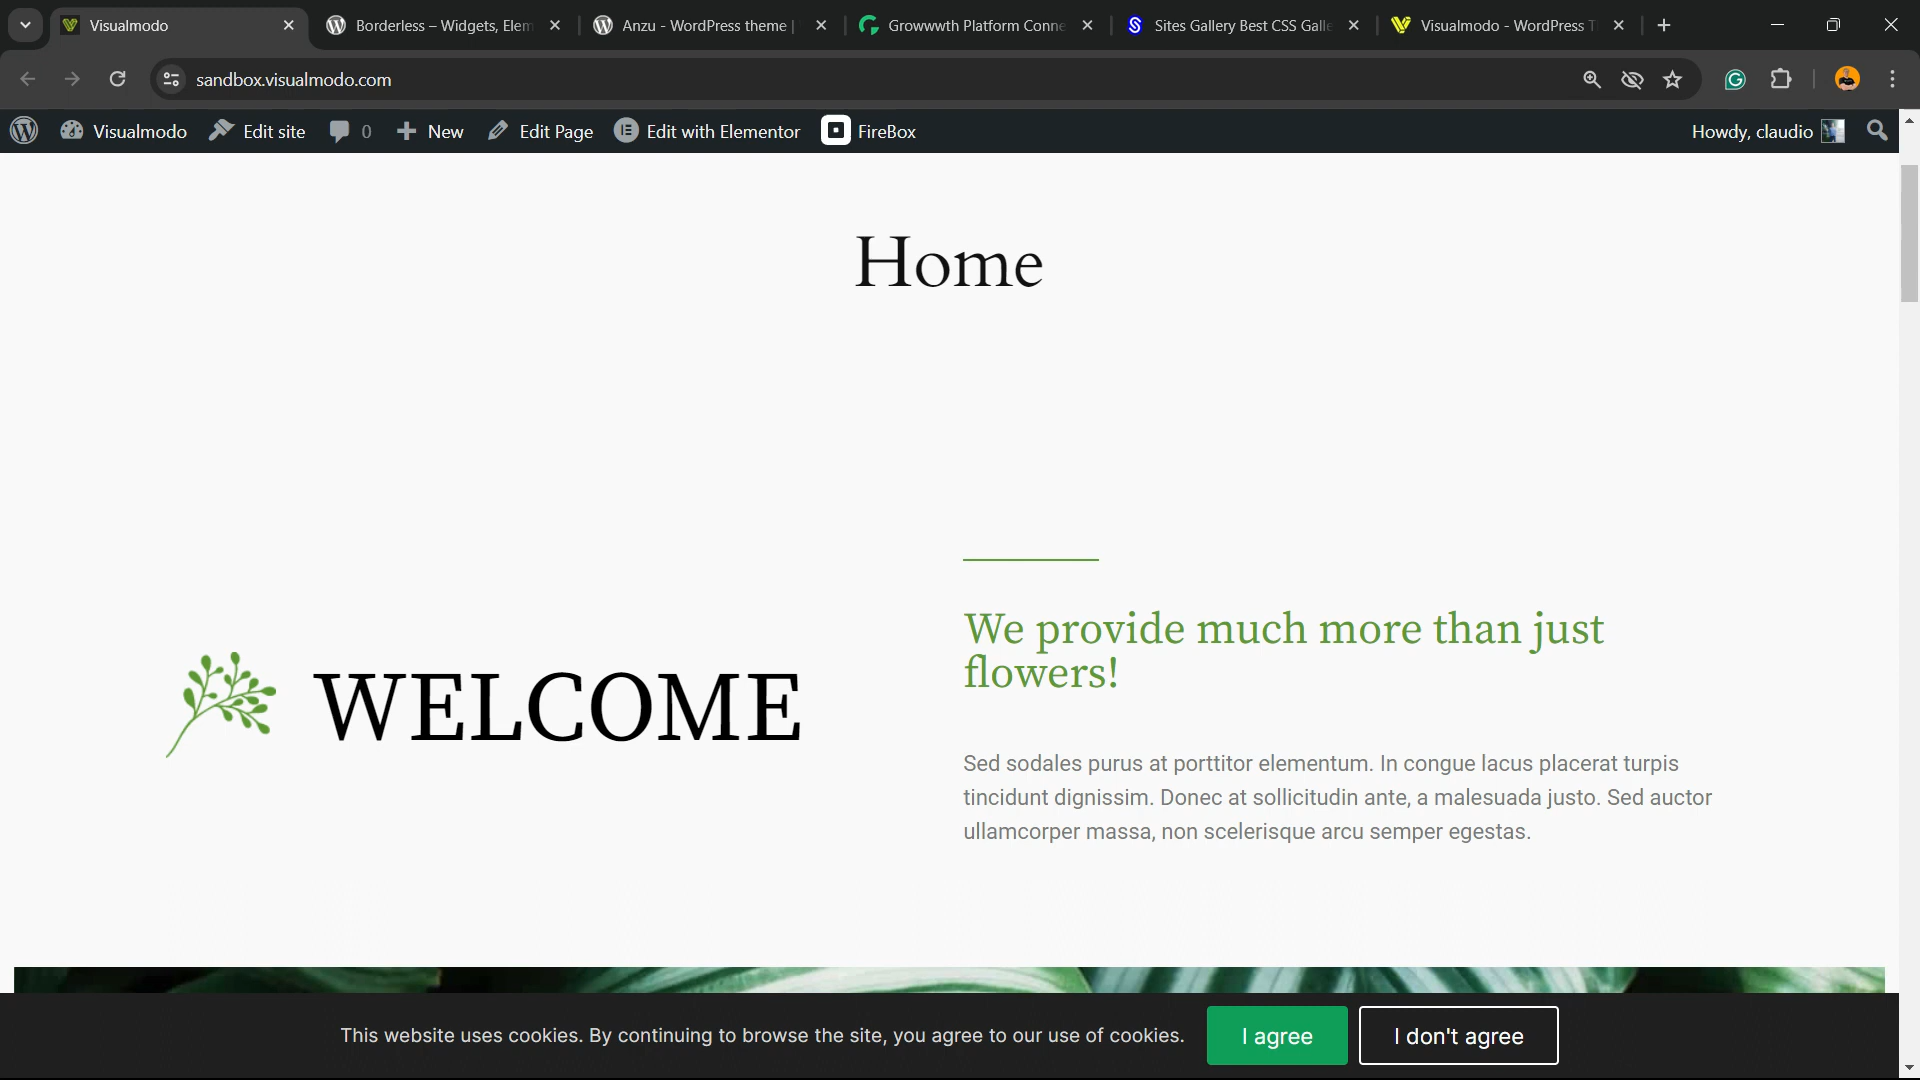 Visualmodo
Borderless – Widgets, Elem
Anzu - WordPress theme |
Growwwth Platform Conne
Sites Gallery Best CSS Galle
Visualmodo - WordPress T
sandbox.visualmodo.com
Visualmodo
Edit site
0
New
Edit Page
Edit with Elementor
FireBox
Howdy, claudio
Home
WELCOME
We provide much more than just
flowers!
Sed sodales purus at porttitor elementum. In congue lacus placerat turpis
tincidunt dignissim. Donec at sollicitudin ante, a malesuada justo. Sed auctor
ullamcorper massa, non scelerisque arcu semper egestas.
This website uses cookies. By continuing to browse the site, you agree to our use of cookies.
I agree
I don't agree